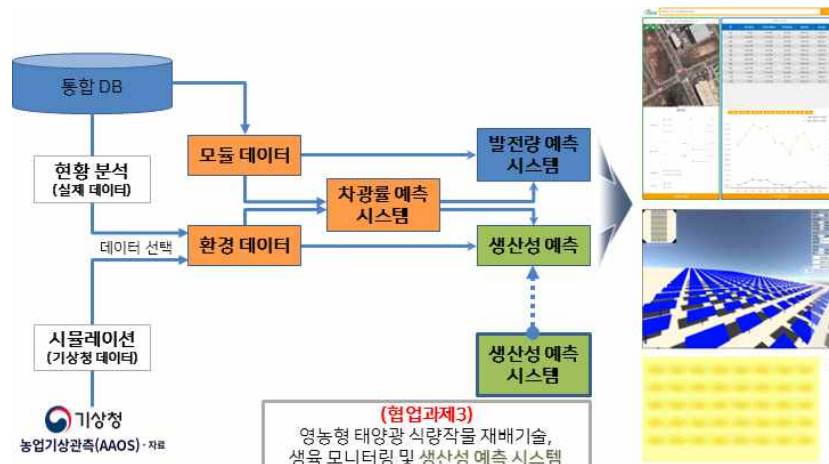 통합 DB
현황 분석
(실제 데이터)
모듈 데이터
발전량 예측
시스템
차광률 예측
시스템
데이터 선택
환경 데이터
생산성 예측
시뮬레이션
(기상청 데이터)
생산성 예측
시스템
기상청
농업기상관측(AAOS) - 자료
(협업과제3)
영농형 태양광 식량작물 재배기술,
생육 모니터링 및 생산성 예측 시스템